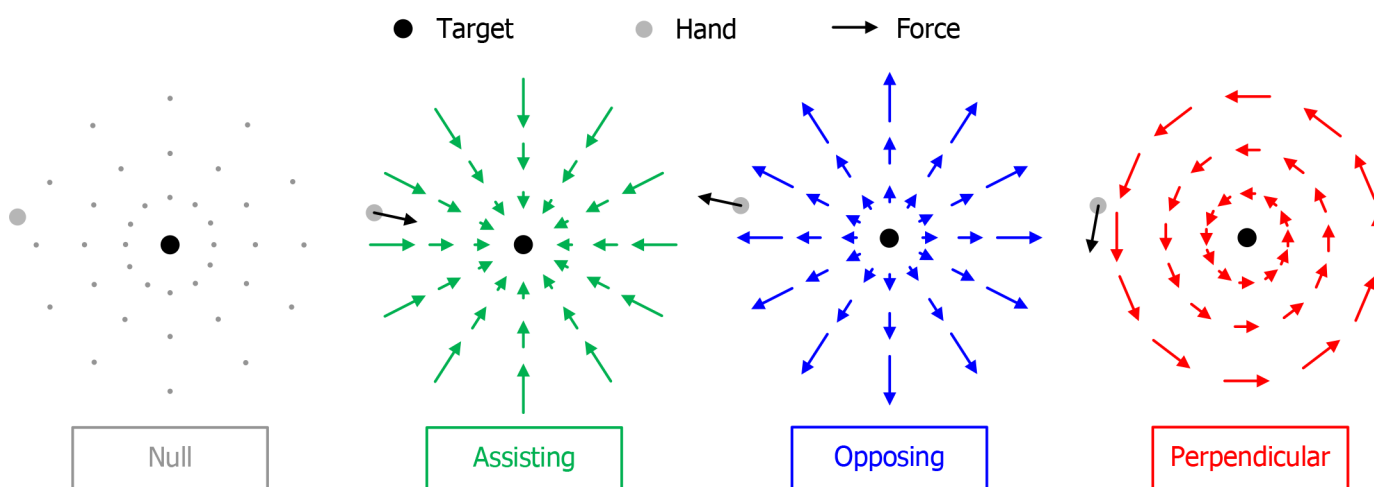 Target Hand Force
Null Assisting Opposing Perpendicular